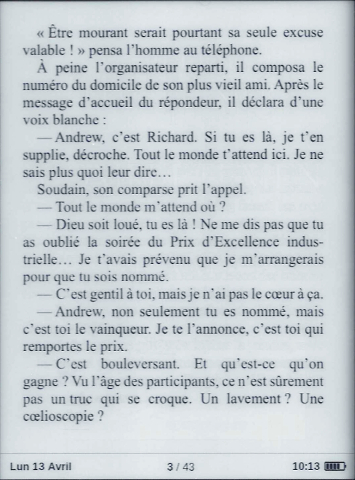 « Être mourant serait pourtant sa seule excuse
valable ! » pensa l'homme au téléphone.
À peine l'organisateur reparti, il composa le
numéro du domicile de son plus vieil ami. Après le
message d'accueil du répondeur, il déclara d'une
voix blanche :
— Andrew, c'est Richard. Si tu es là, je t'en
supplie, décroche. Tout le monde t'attend ici. Je ne
sais plus quoi leur dire…
Soudain, son comparse prit l'appel.
— Tout le monde m'attend où ?
— Dieu soit loué, tu es là ! Ne me dis pas que tu
as oublié la soirée du Prix d'Excellence indus-
trielle… Je t'avais prévenu que je m'arrangerais
pour que tu sois nommé.
— C'est gentil à toi, mais je n'ai pas le cœur à ça.
— Andrew, non seulement tu es nommé, mais
c'est toi le vainqueur. Je te l'annonce, c'est toi qui
remportes le prix.
— C'est bouleversant. Et qu'est-ce qu'on
gagne ? Vu l'âge des participants, ce n'est sûrement
pas un truc qui se croque. Un lavement ? Une
cœlioscopie ?
Lun 13 Avril 3 / 43 10:13